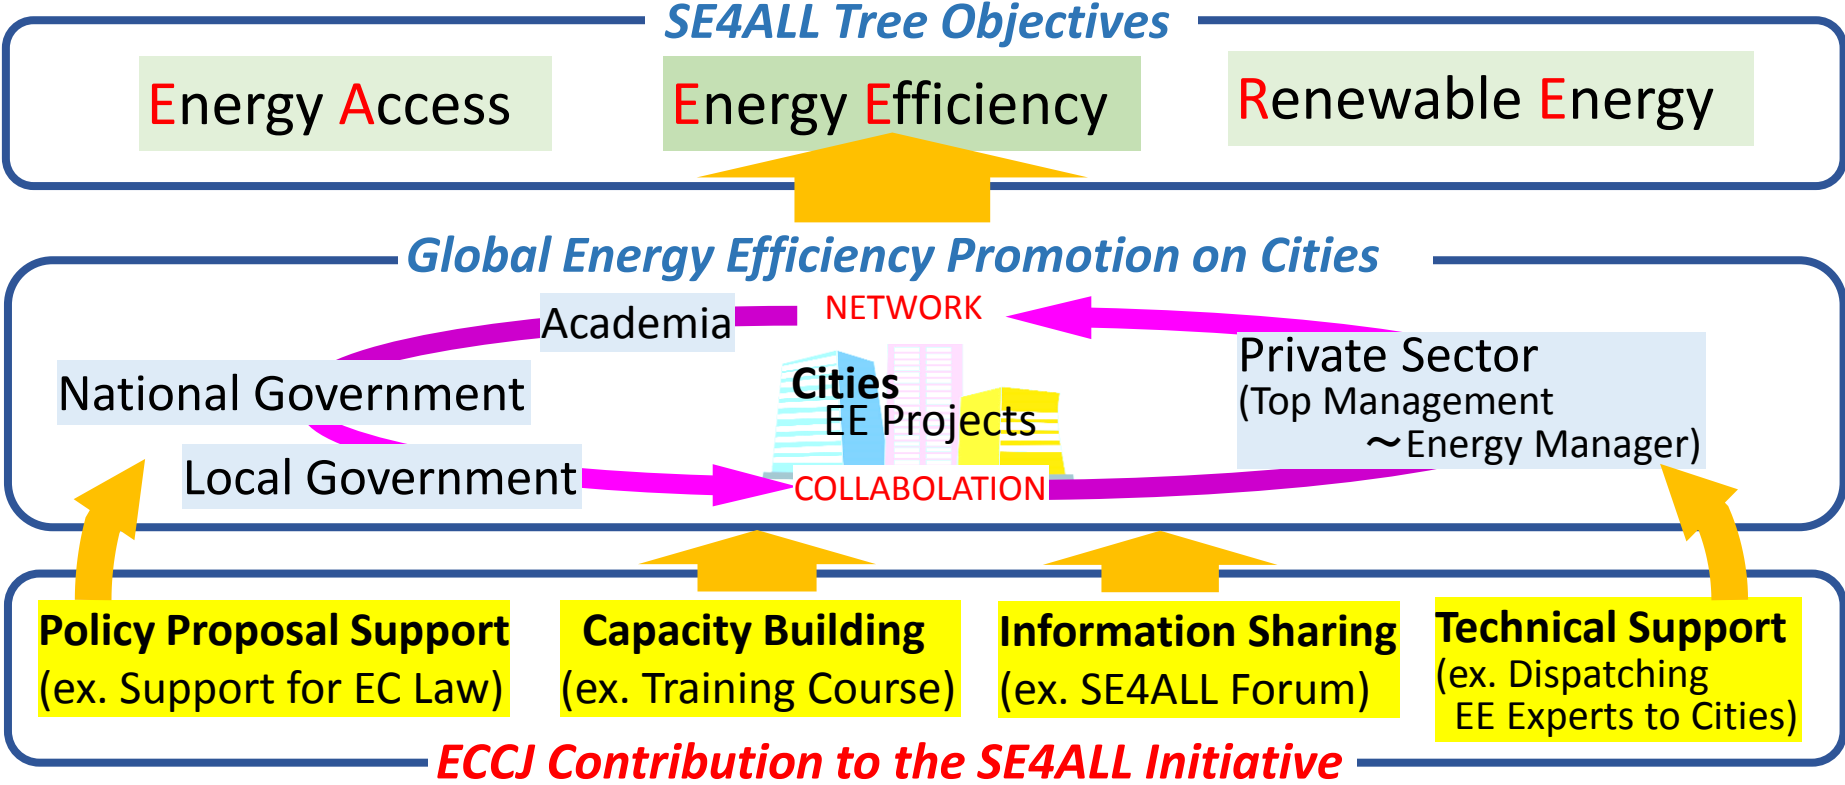 SE4ALL Tree Objectives
Energy Access
Energy Efficiency
Renewable Energy
Global Energy Efficiency Promotion on Cities
NETWORK
Academia
National Government
Local Government
Cities
EE Projects
COLLABOLATION
Private Sector
(Top Management
～Energy Manager)
Policy Proposal Support
(ex. Support for EC Law)
Capacity Building
(ex. Training Course)
Information Sharing
(ex. SE4ALL Forum)
Technical Support
(ex. Dispatching
EE Experts to Cities)
ECCJ Contribution to the SE4ALL Initiative